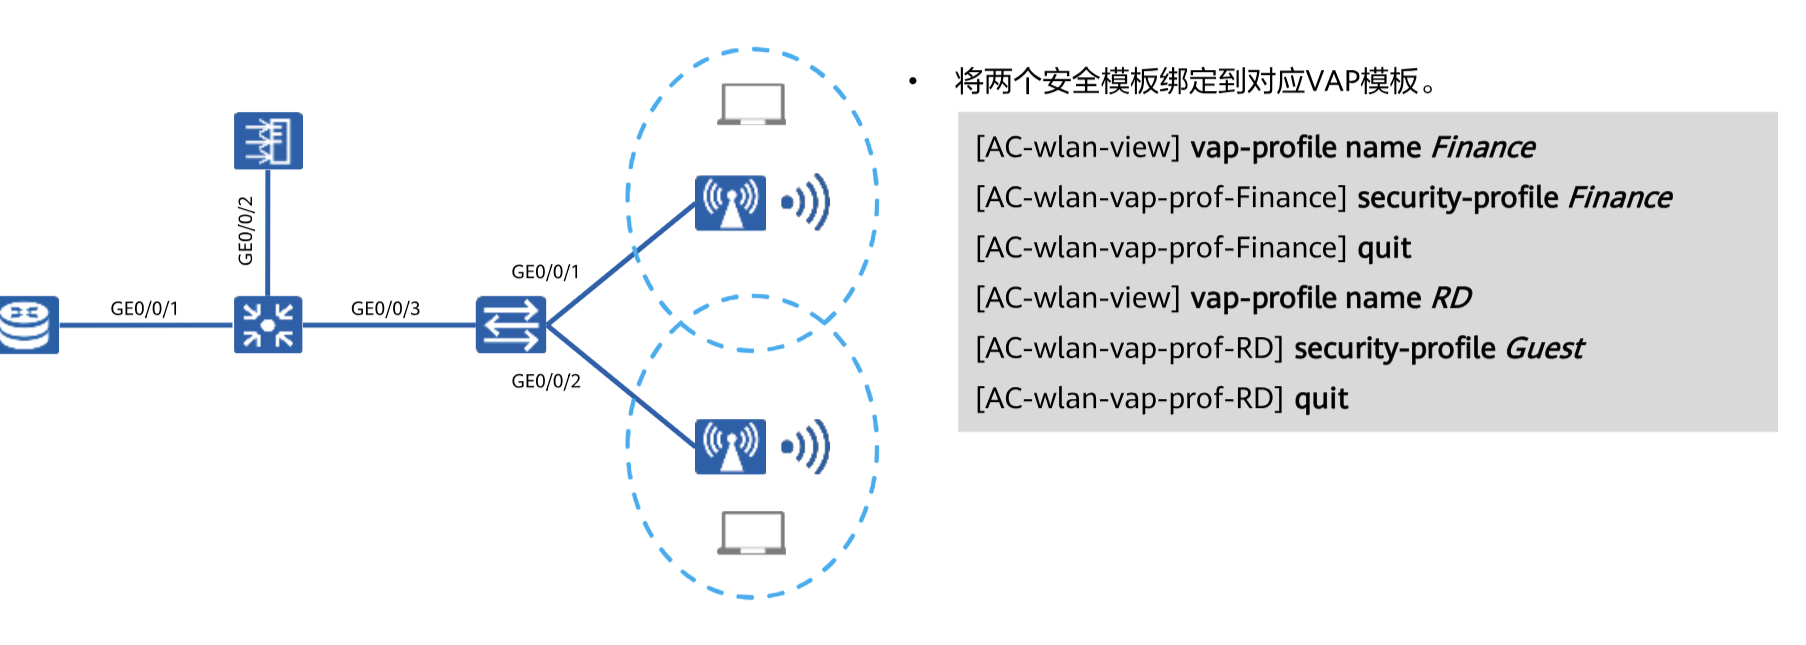 • 将两个安全模板绑定到对应VAP模板。
[AC-wlan-view] vap-profile name Finance
[AC-wlan-vap-prof-Finance] security-profile Finance
[AC-wlan-vap-prof-Finance] quit
[AC-wlan-view] vap-profile name RD
[AC-wlan-vap-prof-RD] security-profile Guest
[AC-wlan-vap-prof-RD] quit
GE0/0/2
GE0/0/1
GE0/0/3
GE0/0/1
GE0/0/2